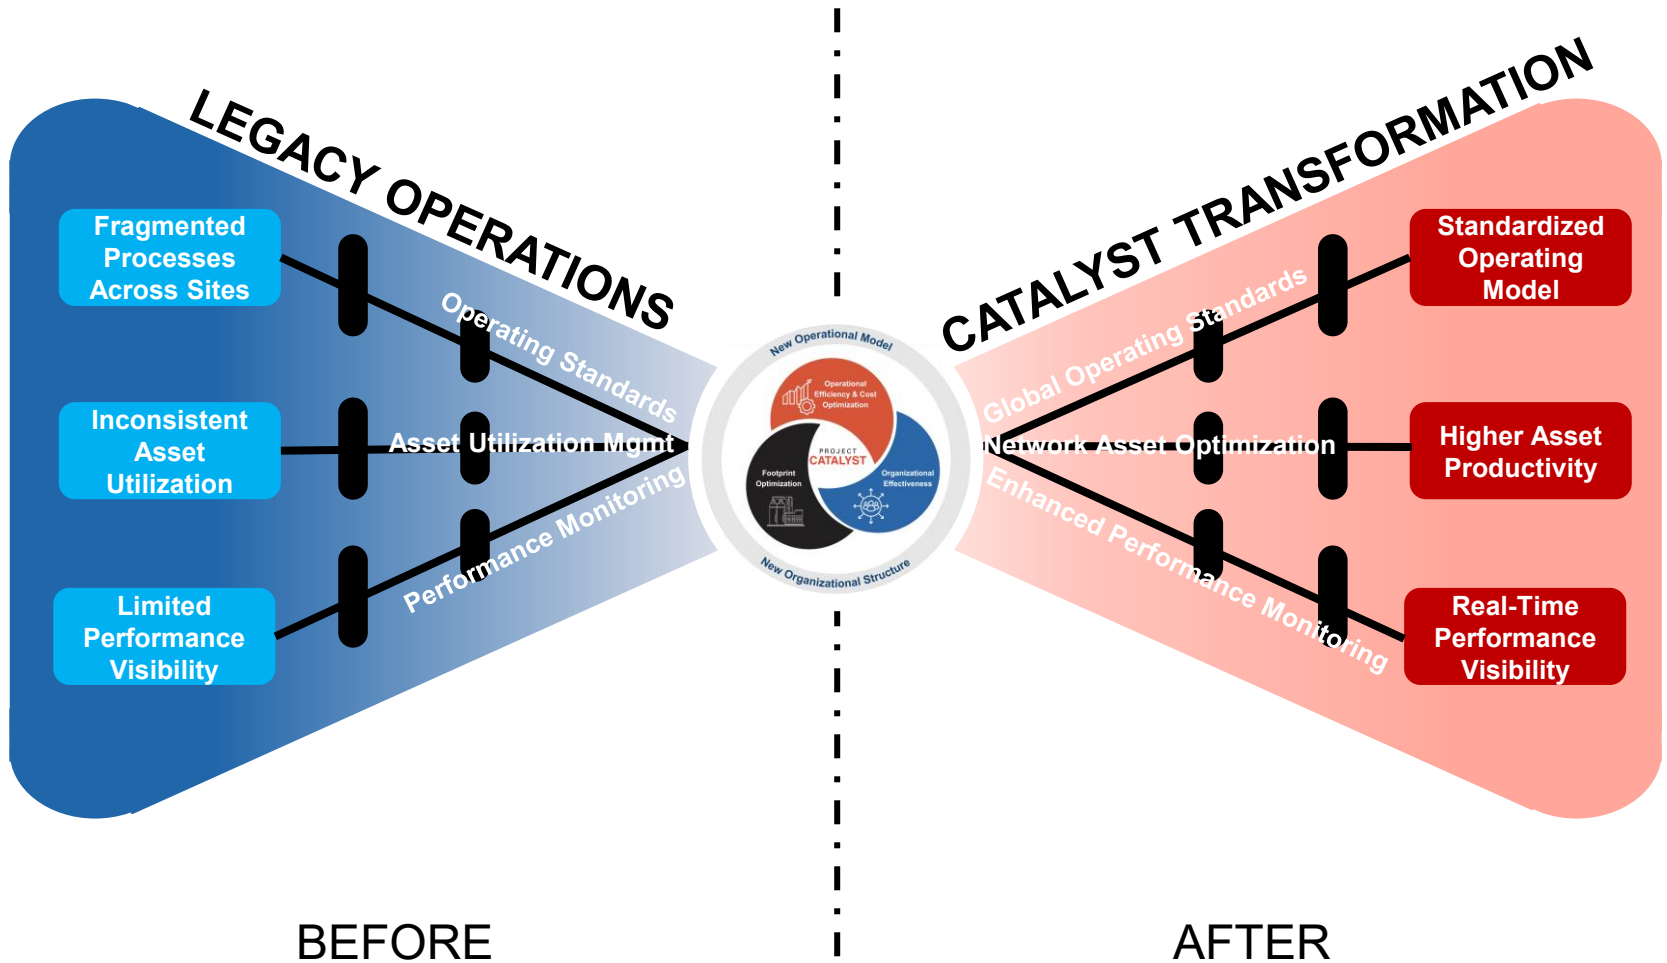 LEGACY OPERATIONS
Fragmented
Processes
Across Sites
Operating Standards
Inconsistent
Asset
Utilization
Asset Utilization Mgmt
Limited
Performance
Visibility
Performance Monitoring
New Operational Model
Operational
Efficiency & Cost
Optimization
PROJECT
CATALYST
Footprint
Optimization
Organizational
Effectiveness
New Organizational Structure
CATALYST TRANSFORMATION
Global Operating Standards
Standardized
Operating
Model
Network Asset Optimization
Higher Asset
Productivity
Enhanced Performance Monitoring
Real-Time
Performance
Visibility
BEFORE
AFTER